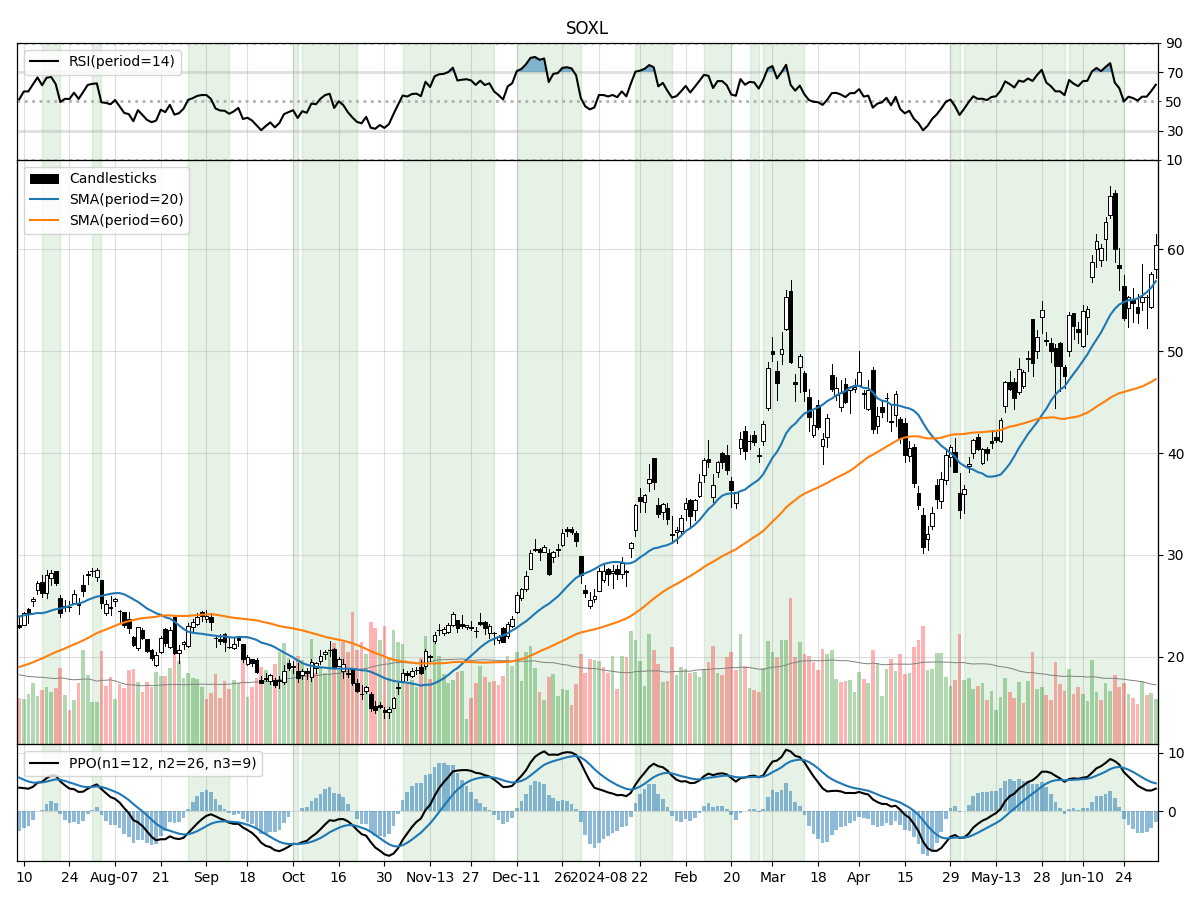 SOXL
RSI(period=14)
90
70
50
30
10
Candlesticks
SMA(period=20)
SMA(period=60)
60
50
40
30
20
PPO(n1=12, n2=26, n3=9)
10
0
10 24 Aug-07 21 Sep 18 Oct 16 30 Nov-13 27 Dec-11 26 2024-08 22 Feb 20 Mar 18 Apr 15 29 May-13 28 Jun-10 24